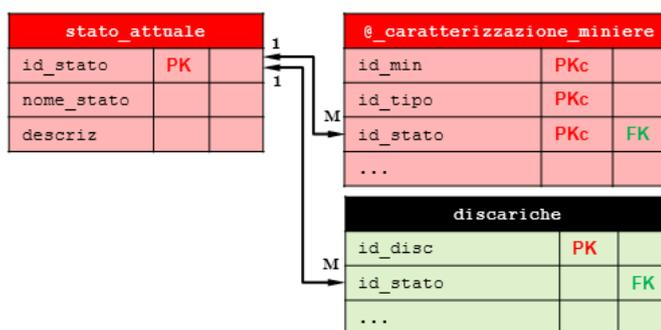 stato_attuale
id_stato PK
nome_stato
descriz
1
1
M
M
@_caratterizzazione_miniere
id_min PKc
id_tipo PKc
id_stato PKc FK
...
discariche
id_disc PK
id_stato FK
...